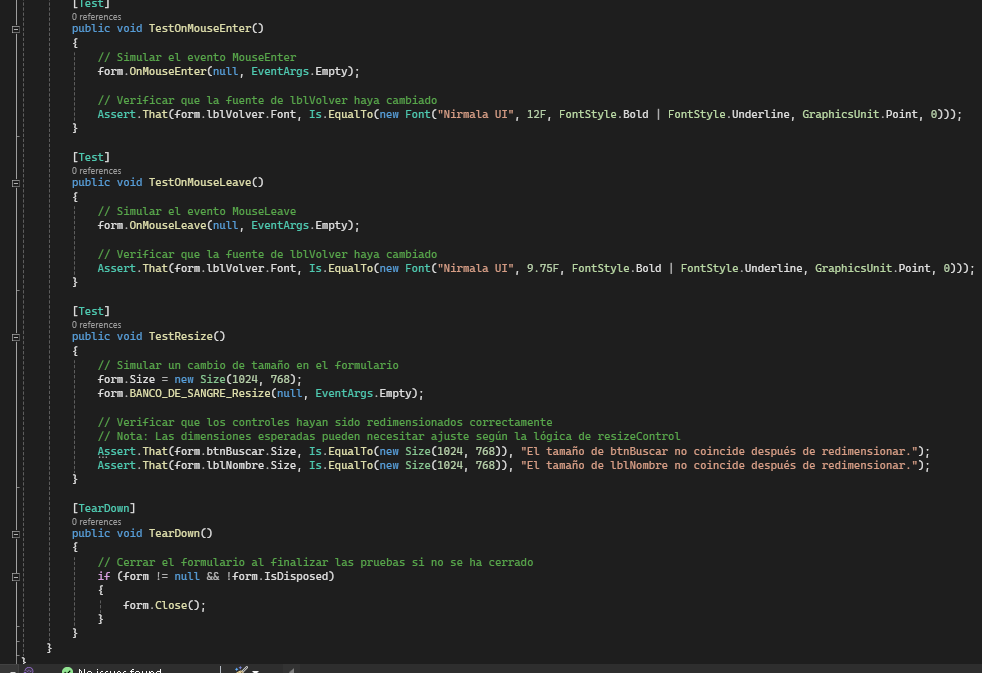 [Test]
0 references
public void TestOnMouseEnter()
{
// Simular el evento MouseEnter
form.OnMouseEnter(null, EventArgs.Empty);
// Verificar que la fuente de lblVolver haya cambiado
Assert.That(form.lblVolver.Font, Is.EqualTo(new Font("Nirmala UI", 12F, FontStyle.Bold | FontStyle.Underline, GraphicsUnit.Point, 0)));
}
[Test]
0 references
public void TestOnMouseLeave()
{
// Simular el evento MouseLeave
form.OnMouseLeave(null, EventArgs.Empty);
// Verificar que la fuente de lblVolver haya cambiado
Assert.That(form.lblVolver.Font, Is.EqualTo(new Font("Nirmala UI", 9.75F, FontStyle.Bold | FontStyle.Underline, GraphicsUnit.Point, 0)));
}
[Test]
0 references
public void TestResize()
{
// Simular un cambio de tamaño en el formulario
form.Size = new Size(1024, 768);
form.BANCO_DE_SANGRE_Resize(null, EventArgs.Empty);
// Verificar que los controles hayan sido redimensionados correctamente
// Nota: Las dimensiones esperadas pueden necesitar ajuste según la lógica de resizeControl
Assert.That(form.btnBuscar.Size, Is.EqualTo(new Size(1024, 768)), "El tamaño de btnBuscar no coincide después de redimensionar.");
Assert.That(form.lblNombre.Size, Is.EqualTo(new Size(1024, 768)), "El tamaño de lblNombre no coincide después de redimensionar.");
}
[TearDown]
0 references
public void TearDown()
{
// Cerrar el formulario al finalizar las pruebas si no se ha cerrado
if (form != null && !form.IsDisposed)
{
form.Close();
}
}
}
}
No issues found